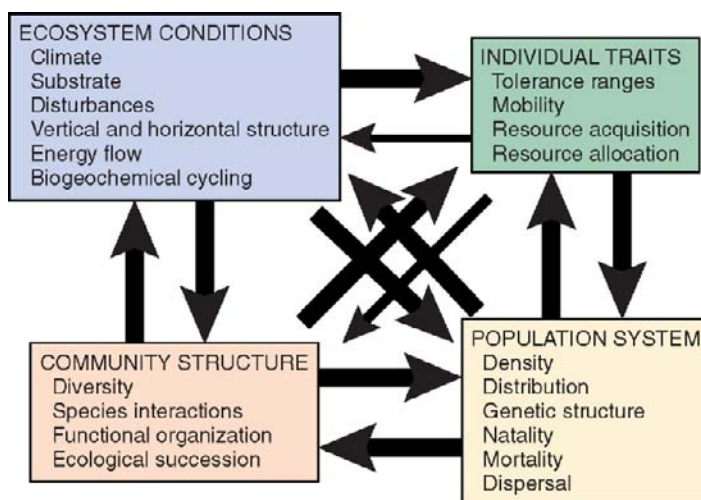 ECOSYSTEM CONDITIONS
Climate
Substrate
Disturbances
Vertical and horizontal structure
Energy flow
Biogeochemical cycling
INDIVIDUAL TRAITS
Tolerance ranges
Mobility
Resource acquisition
Resource allocation
COMMUNITY STRUCTURE
Diversity
Species interactions
Functional organization
Ecological succession
POPULATION SYSTEM
Density
Distribution
Genetic structure
Natality
Mortality
Dispersal